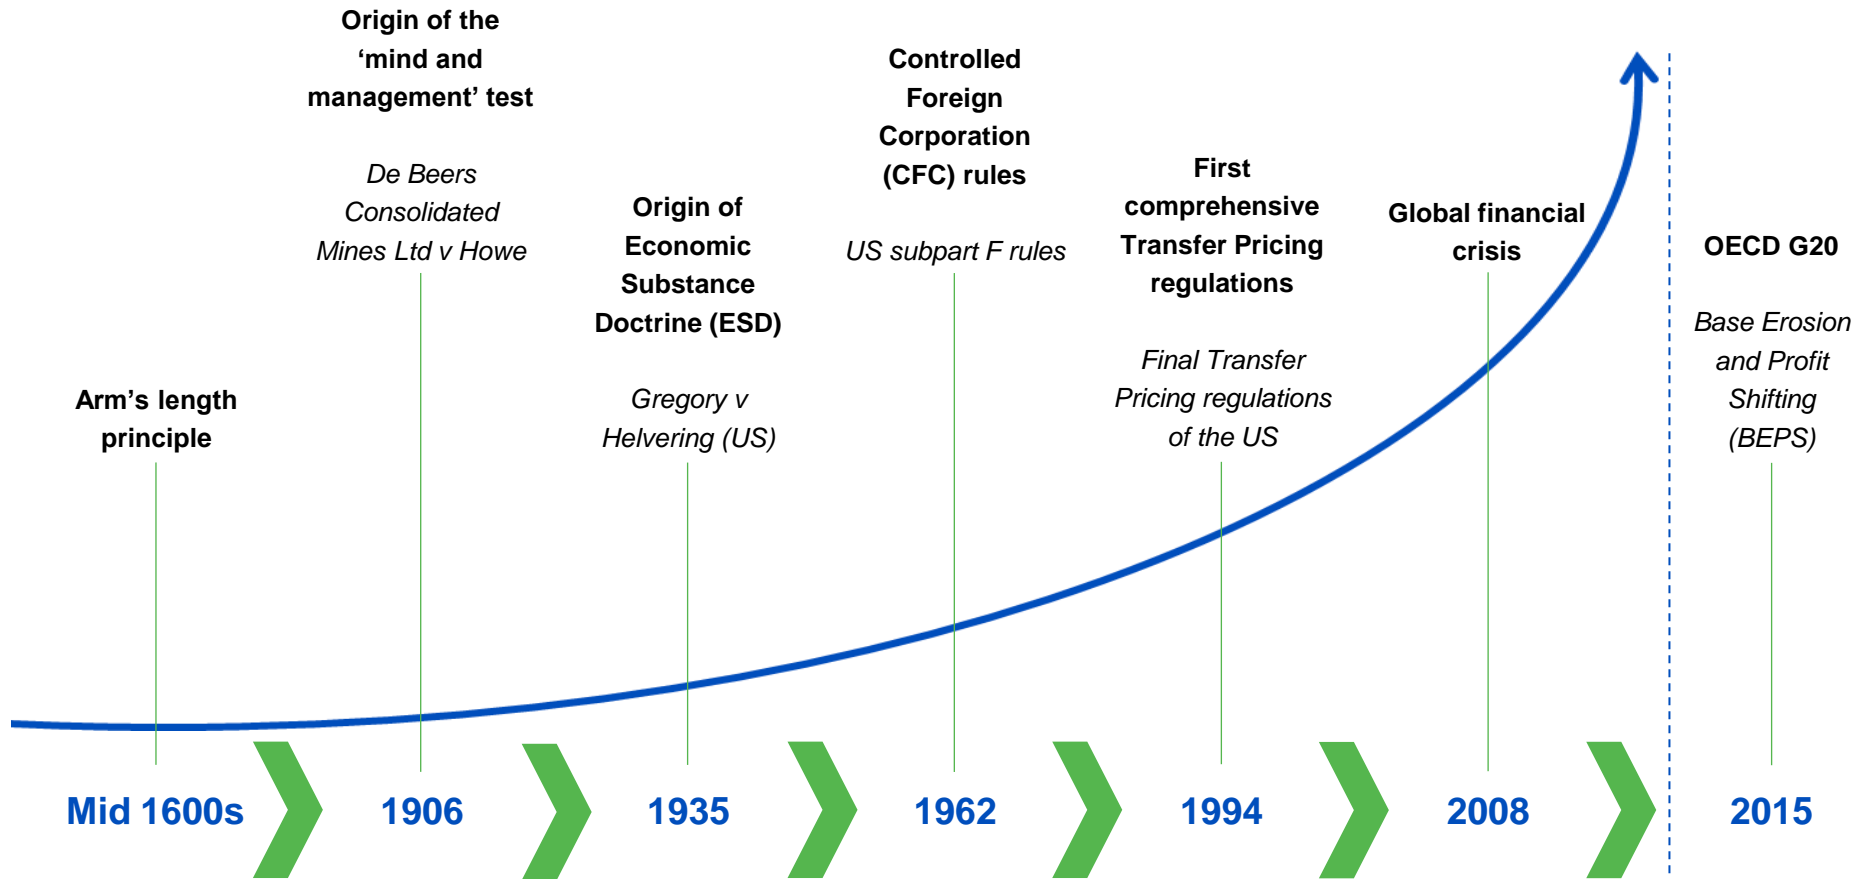 Arm’s length
principle
Mid 1600s
Origin of the
‘mind and
management’ test
De Beers
Consolidated
Mines Ltd v Howe
1906
Origin of
Economic
Substance
Doctrine (ESD)
Gregory v
Helvering (US)
1935
Controlled
Foreign
Corporation
(CFC) rules
US subpart F rules
1962
First
comprehensive
Transfer Pricing
regulations
Final Transfer
Pricing regulations
of the US
1994
Global financial
crisis
2008
OECD G20
Base Erosion
and Profit
Shifting
(BEPS)
2015